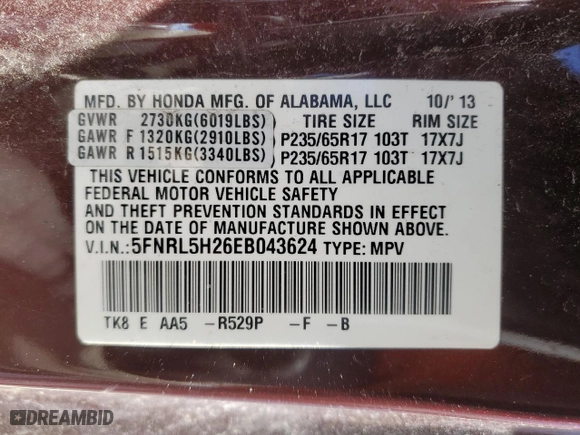 MFD. BY HONDA MFG. OF ALABAMA, LLC 10/'13
GVWR 2730KG(6019LBS) TIRE SIZE RIM SIZE
GAWR F 1320KG(2910LBS) P235/65R17 103T 17X7J
GAWR R 1515KG(3340LBS) P235/65R17 103T 17X7J
THIS VEHICLE CONFORMS TO ALL APPLICABLE
FEDERAL MOTOR VEHICLE SAFETY
AND THEFT PREVENTION STANDARDS IN EFFECT
ON THE DATE OF MANUFACTURE SHOWN ABOVE.
V.I.N.: 5FNRL5H26EB043624 TYPE: MPV
TK8 E AA5 -R529P -F -B
DREAMBID